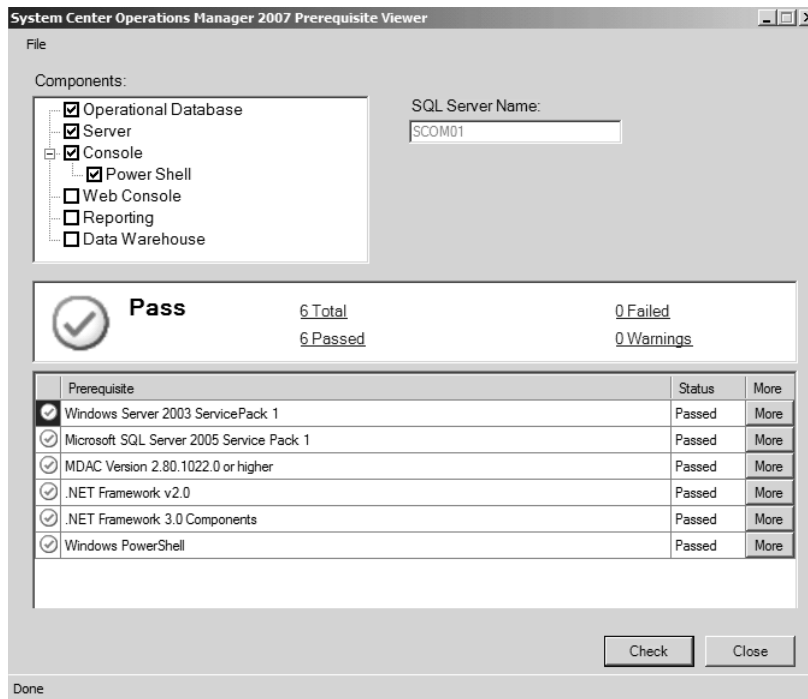 System Center Operations Manager 2007 Prerequisite Viewer
File
Components:
Operational Database
Server
Console
Power Shell
Web Console
Reporting
Data Warehouse
SQL Server Name:
SCOM01
Pass
6 Total
0 Failed
6 Passed
0 Warnings
Prerequisite Status More
Windows Server 2003 ServicePack 1 Passed More
Microsoft SQL Server 2005 Service Pack 1 Passed More
MDAC Version 2.80.1022.0 or higher Passed More
.NET Framework v2.0 Passed More
.NET Framework 3.0 Components Passed More
Windows PowerShell Passed More
Check Close
Done